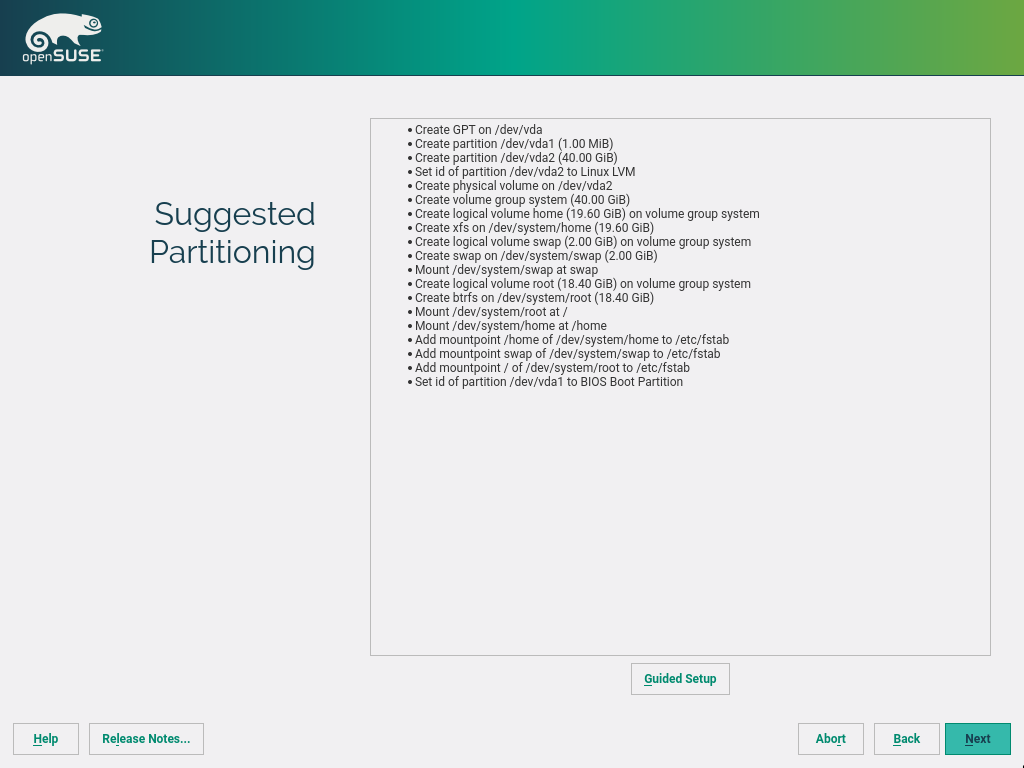 openSUSE
Suggested
Partitioning
• Create GPT on /dev/vda
• Create partition /dev/vda1 (1.00 MiB)
• Create partition /dev/vda2 (40.00 GiB)
• Set id of partition /dev/vda2 to Linux LVM
• Create physical volume on /dev/vda2
• Create volume group system (40.00 GiB)
• Create logical volume home (19.60 GiB) on volume group system
• Create xfs on /dev/system/home (19.60 GiB)
• Create logical volume swap (2.00 GiB) on volume group system
• Create swap on /dev/system/swap (2.00 GiB)
• Mount /dev/system/swap at swap
• Create logical volume root (18.40 GiB) on volume group system
• Create btrfs on /dev/system/root (18.40 GiB)
• Mount /dev/system/root at /
• Mount /dev/system/home at /home
• Add mountpoint /home of /dev/system/home to /etc/fstab
• Add mountpoint swap of /dev/system/swap to /etc/fstab
• Add mountpoint / of /dev/system/root to /etc/fstab
• Set id of partition /dev/vda1 to BIOS Boot Partition
Guided Setup
Help
Release Notes...
Abort
Back
Next